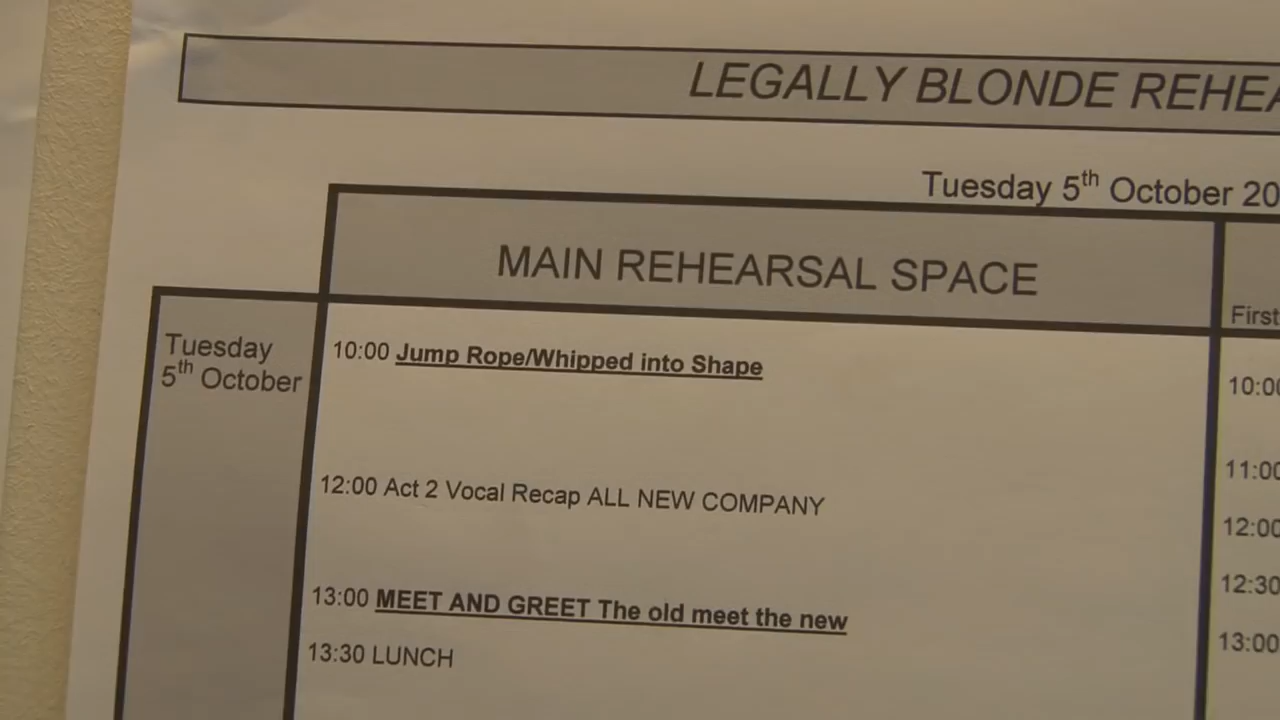 LEGALLY BLONDE
Tuesday 5th October 20
MAIN REHEARSAL SPACE
First
Tuesday
5th October
10:00 Jump Rope/Whipped into Shape
10:00
12:00 Act 2 Vocal Recap ALL NEW COMPANY
11:00
12:00
13:00 MEET AND GREET The old meet the new
12:30
13:30 LUNCH
13:00